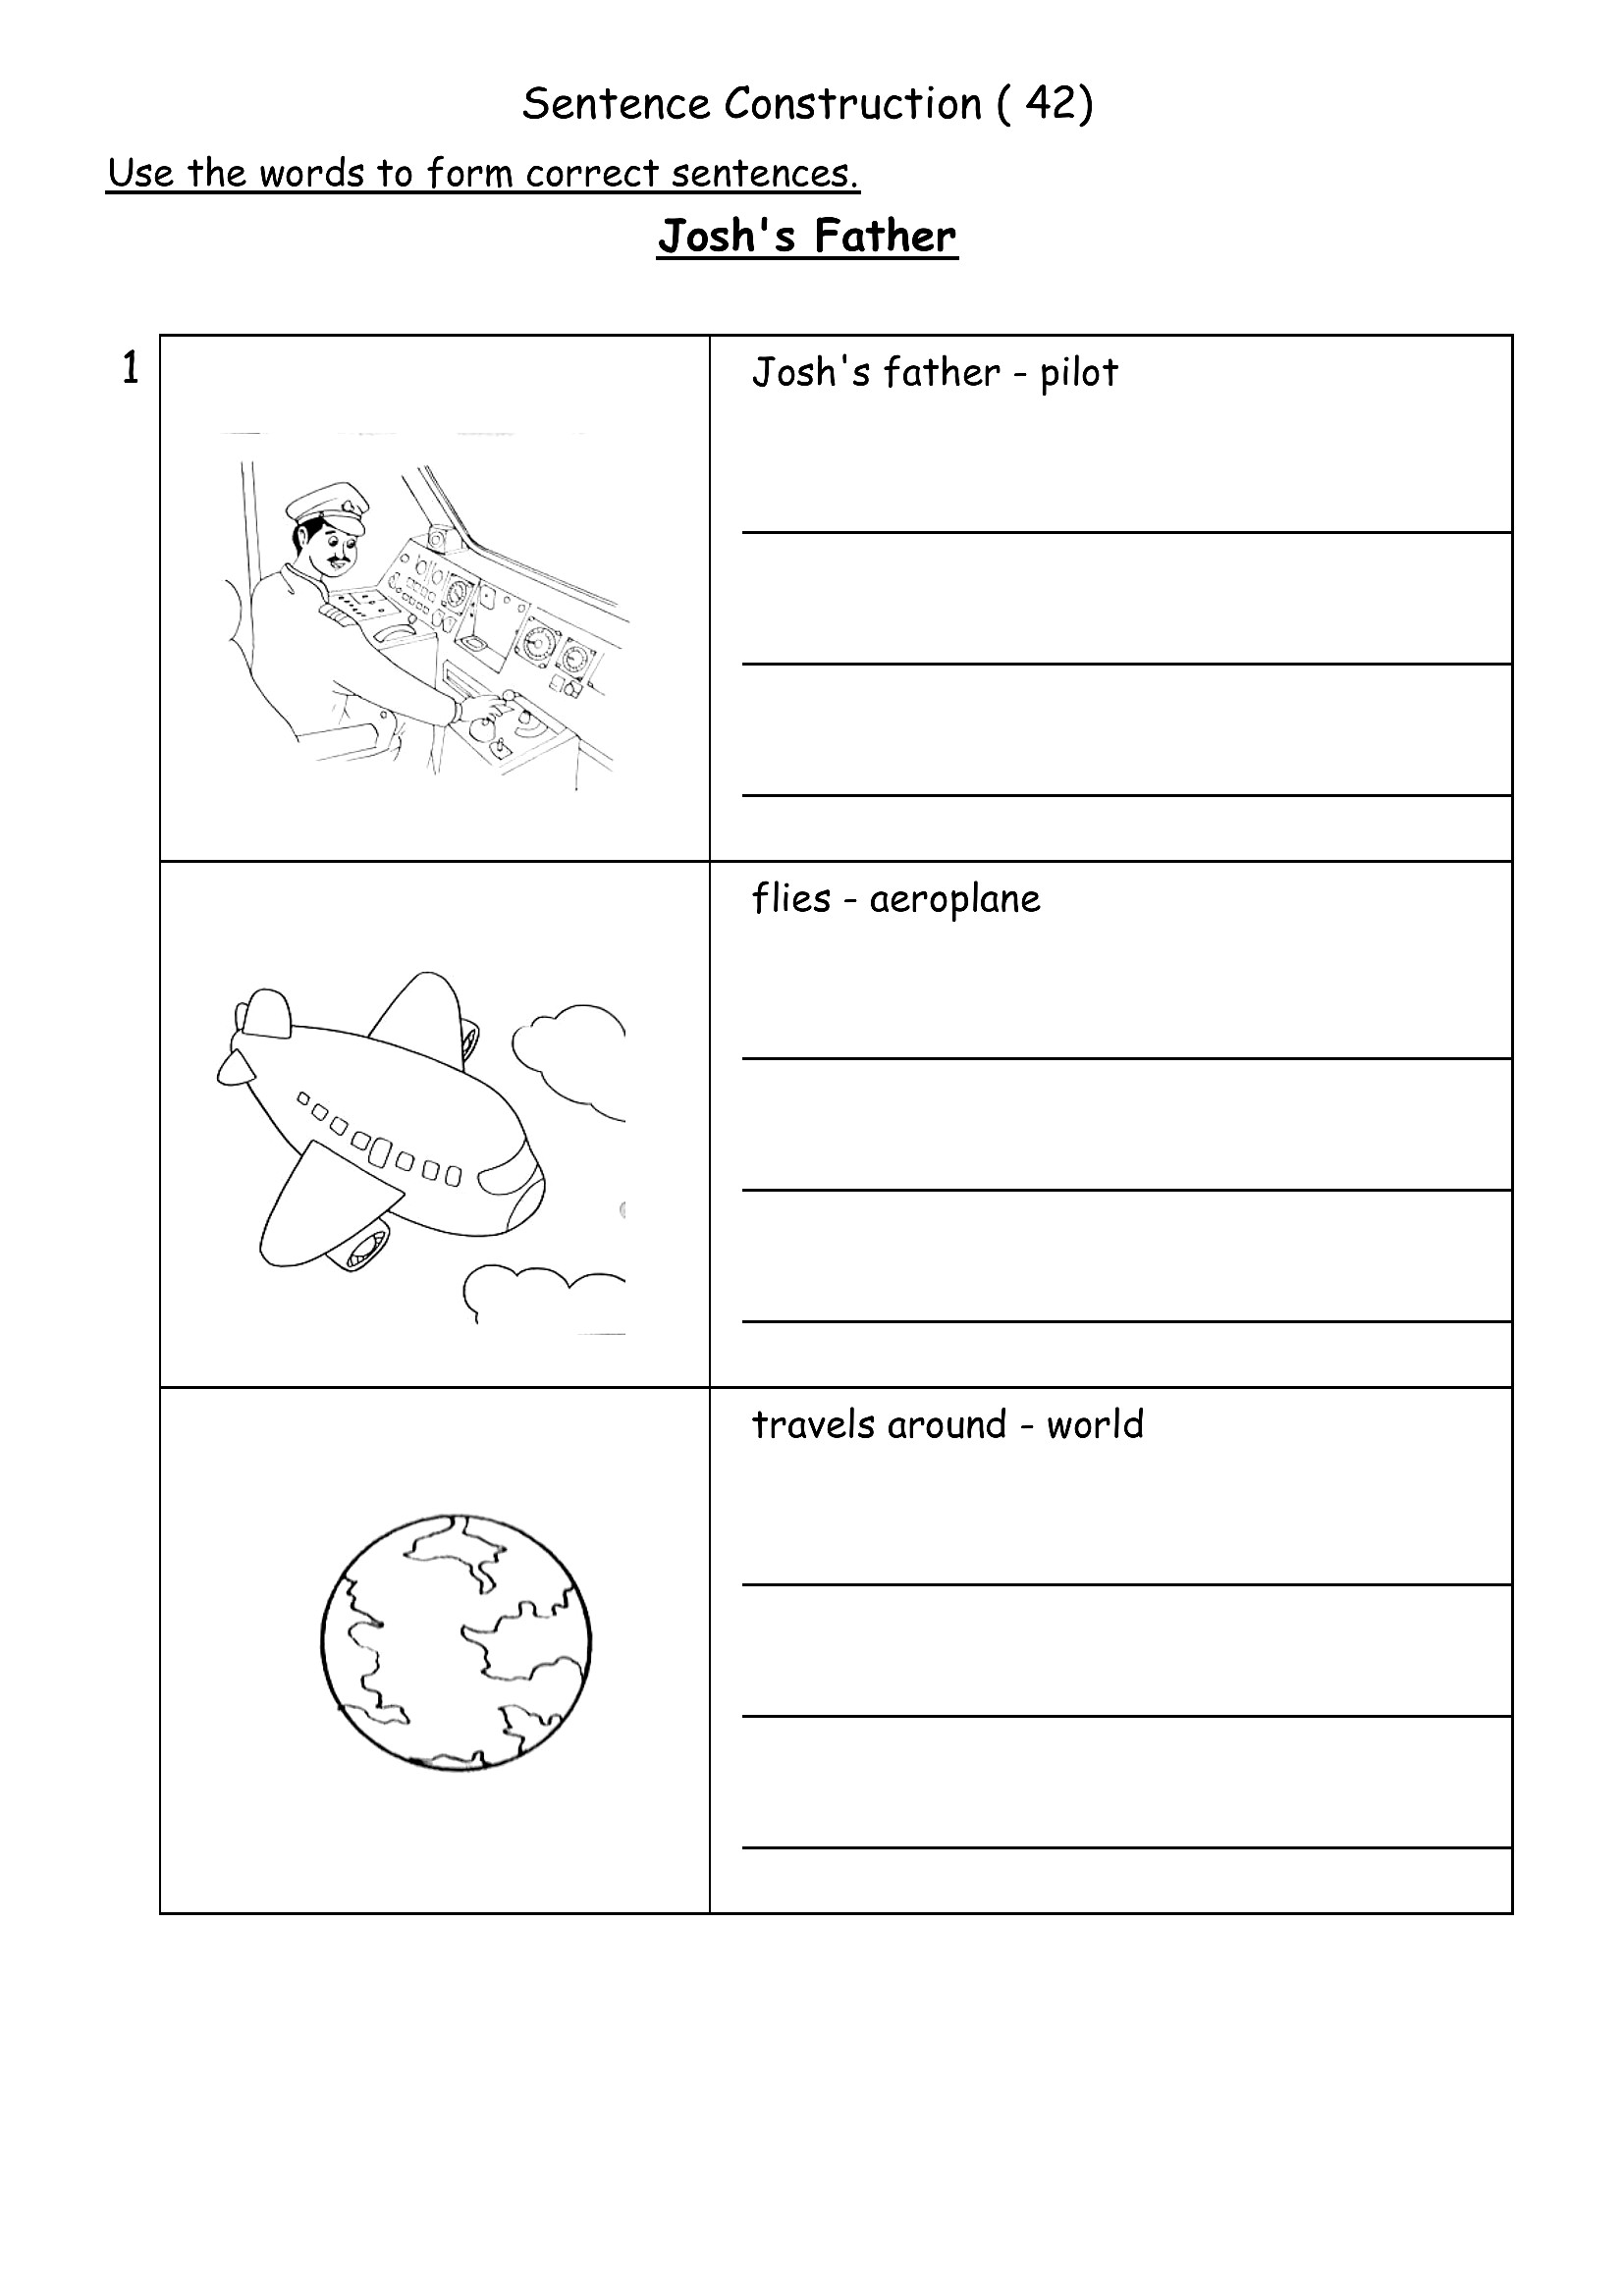 Sentence Construction ( 42)
Use the words to form correct sentences.
Josh's Father
1
Josh's father - pilot
flies - aeroplane
travels around - world